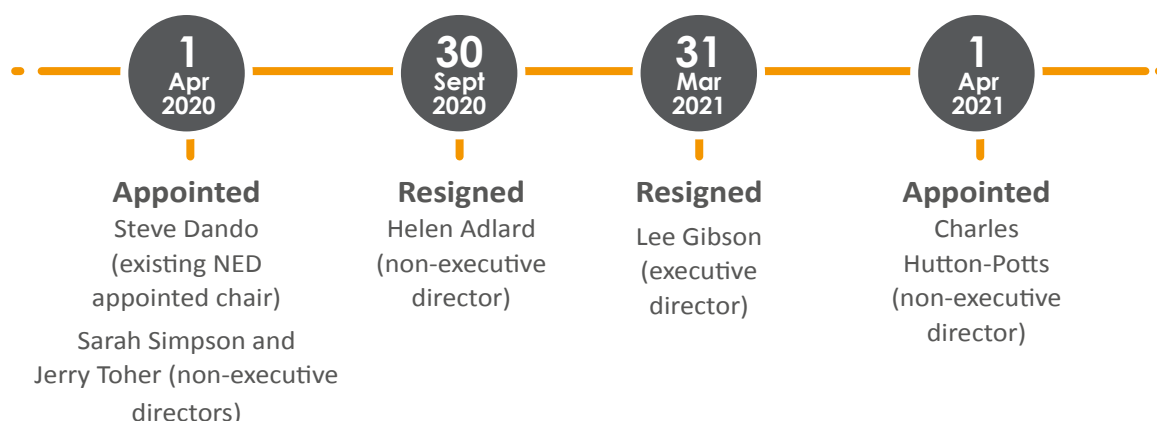 1
Apr
2020
Appointed
Steve Dando
(existing NED
appointed chair)
Sarah Simpson and
Jerry Toher (non-executive
directors)
30
Sept
2020
Resigned
Helen Adlard
(non-executive
director)
31
Mar
2021
Resigned
Lee Gibson
(executive
director)
1
Apr
2021
Appointed
Charles
Hutton-Potts
(non-executive
director)